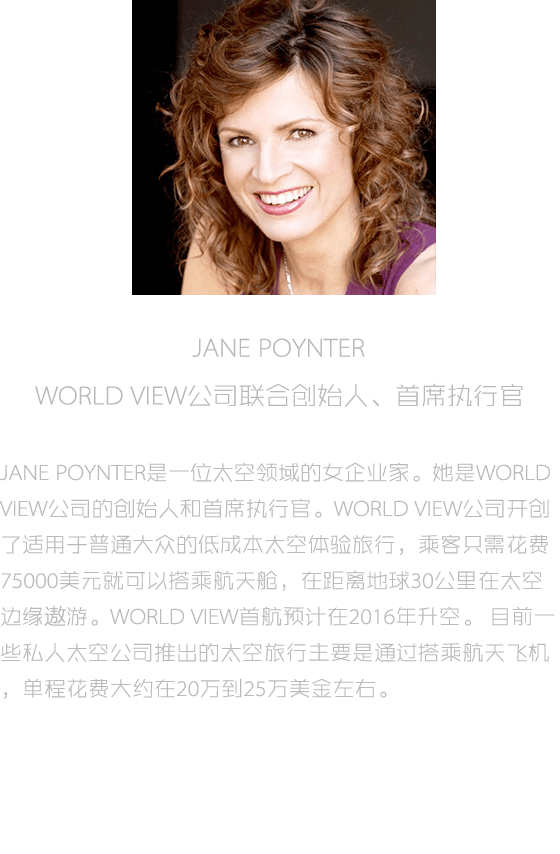 JANE POYNTER
WORLD VIEW公司联合创始人、首席执行官
JANE POYNTER是一位太空领域的女企业家。她是WORLD
VIEW公司的创始人和首席执行官。WORLD VIEW公司开创
了适用于普通大众的低成本太空体验旅行，乘客只需花费
75000美元就可以搭乘航天舱，在距离地球30公里在太空
边缘遨游。WORLD VIEW首航预计在2016年升空。 目前一
些私人太空公司推出的太空旅行主要是通过搭乘航天飞机
，单程花费大约在20万到25万美金左右。